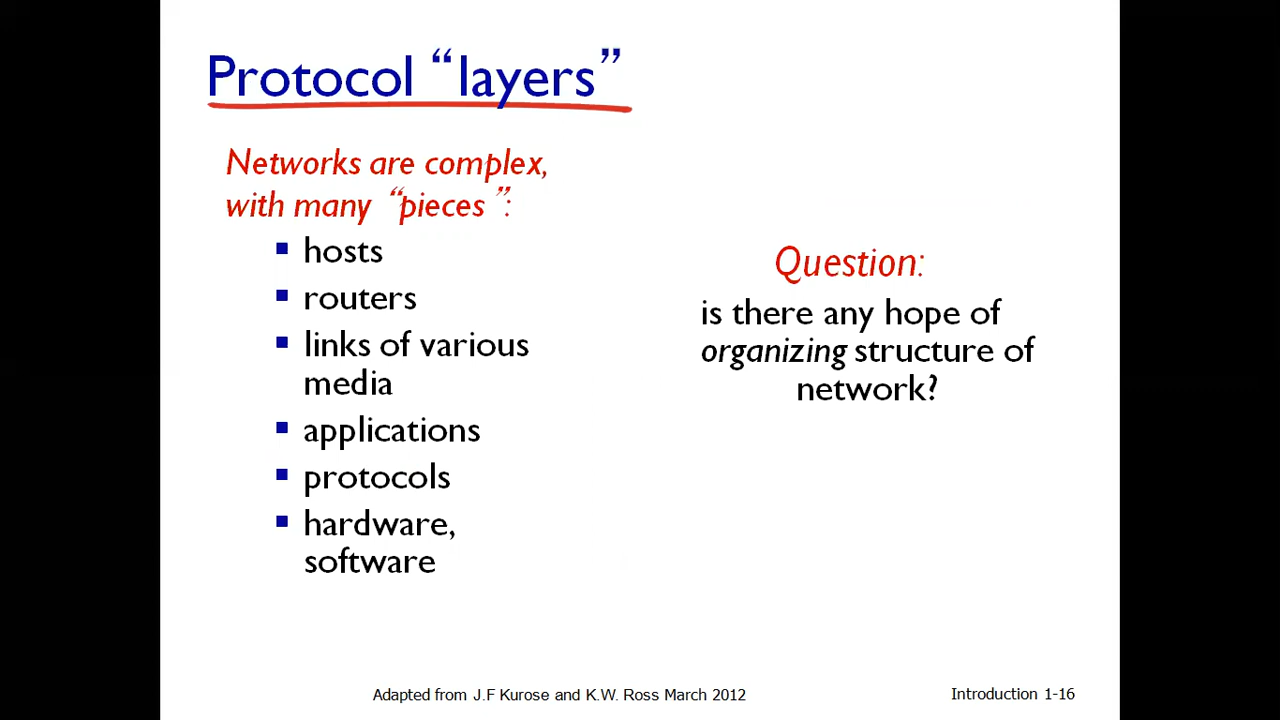 Protocol “layers”
Networks are complex,
with many “pieces ”:
hosts
routers
links of various
media
applications
protocols
hardware,
software
Question:
is there any hope of
organizing structure of
network?
Adapted from J.F Kurose and K.W. Ross March 2012
Introduction 1-16